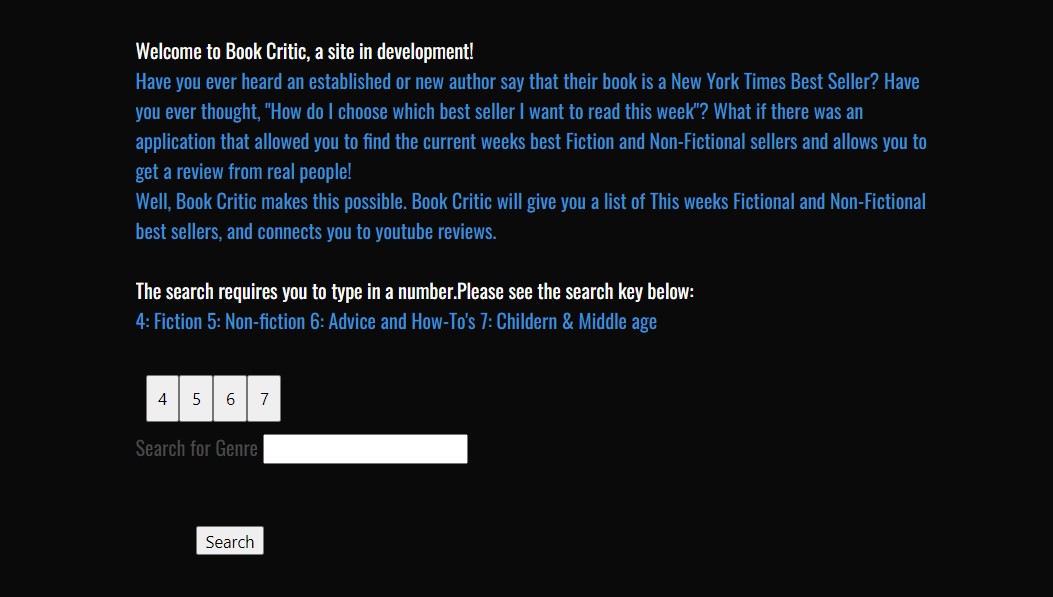 Welcome to Book Critic, a site in development!
Have you ever heard an established or new author say that their book is a New York Times Best Seller? Have
you ever thought, "How do I choose which best seller I want to read this week"? What if there was an
application that allowed you to find the current weeks best Fiction and Non-Fictional sellers and allows you to
get a review from real people!
Well, Book Critic makes this possible. Book Critic will give you a list of This weeks Fictional and Non-Fictional
best sellers, and connects you to youtube reviews.
The search requires you to type in a number.Please see the search key below:
4: Fiction 5: Non-fiction 6: Advice and How-To's 7: Childern & Middle age
4 5 6 7
Search for Genre
Search